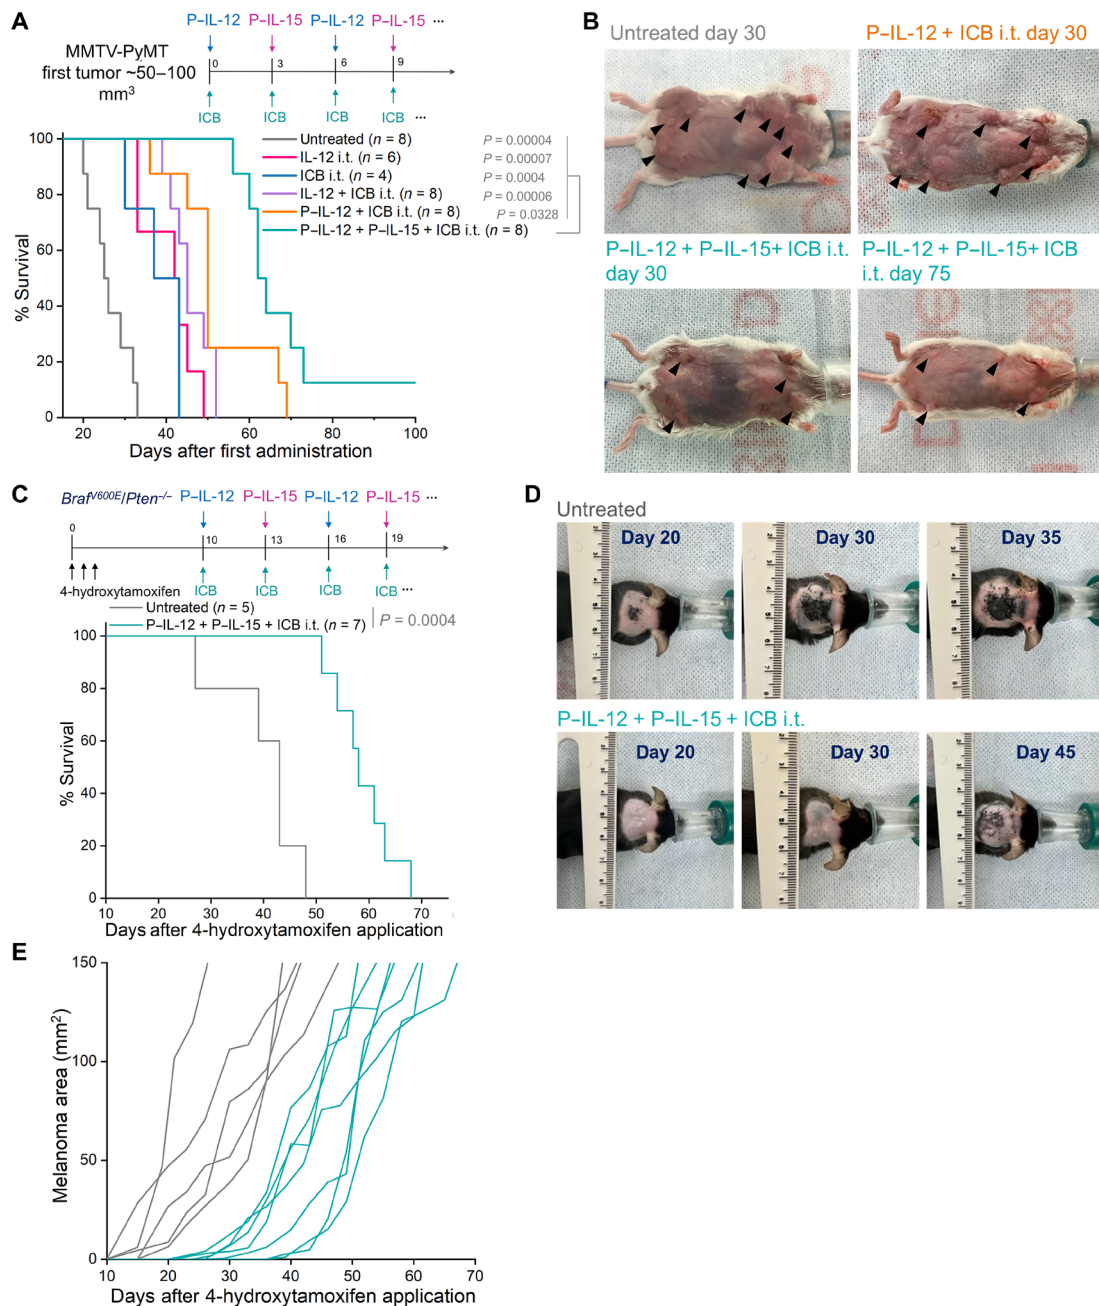 A
P–IL-12 P–IL-15 P–IL-12 P–IL-15 ...
MMTV-PyMT
first tumor ~50–100
mm³
0 3 6 9
ICB ICB ICB ICB ...
Untreated (n = 8)
IL-12 i.t. (n = 6)
ICB i.t. (n = 4)
IL-12 + ICB i.t. (n = 8)
P–IL-12 + ICB i.t. (n = 8)
P–IL-12 + P–IL-15 + ICB i.t. (n = 8)
P = 0.00004
P = 0.00007
P = 0.0004
P = 0.00006
P = 0.0328
% Survival
100
80
60
40
20
0
20 40 60 80 100
Days after first administration
B
Untreated day 30
P–IL-12 + ICB i.t. day 30
P–IL-12 + P–IL-15+ ICB i.t.
day 30
P–IL-12 + P–IL-15+ ICB
i.t. day 75
C
Braf^V600E/Pten^–/–
P–IL-12 P–IL-15 P–IL-12 P–IL-15 ...
0 10 13 16 19
4-hydroxytamoxifen
ICB ICB ICB ICB ...
Untreated (n = 5)
P–IL-12 + P–IL-15 + ICB i.t. (n = 7)
P = 0.0004
% Survival
100
80
60
40
20
0
10 20 30 40 50 60 70
Days after 4-hydroxytamoxifen application
D
Untreated
Day 20
Day 30
Day 35
P–IL-12 + P–IL-15 + ICB i.t.
Day 20
Day 30
Day 45
E
Melanoma area (mm²)
150
100
50
0
10 20 30 40 50 60 70
Days after 4-hydroxytamoxifen application